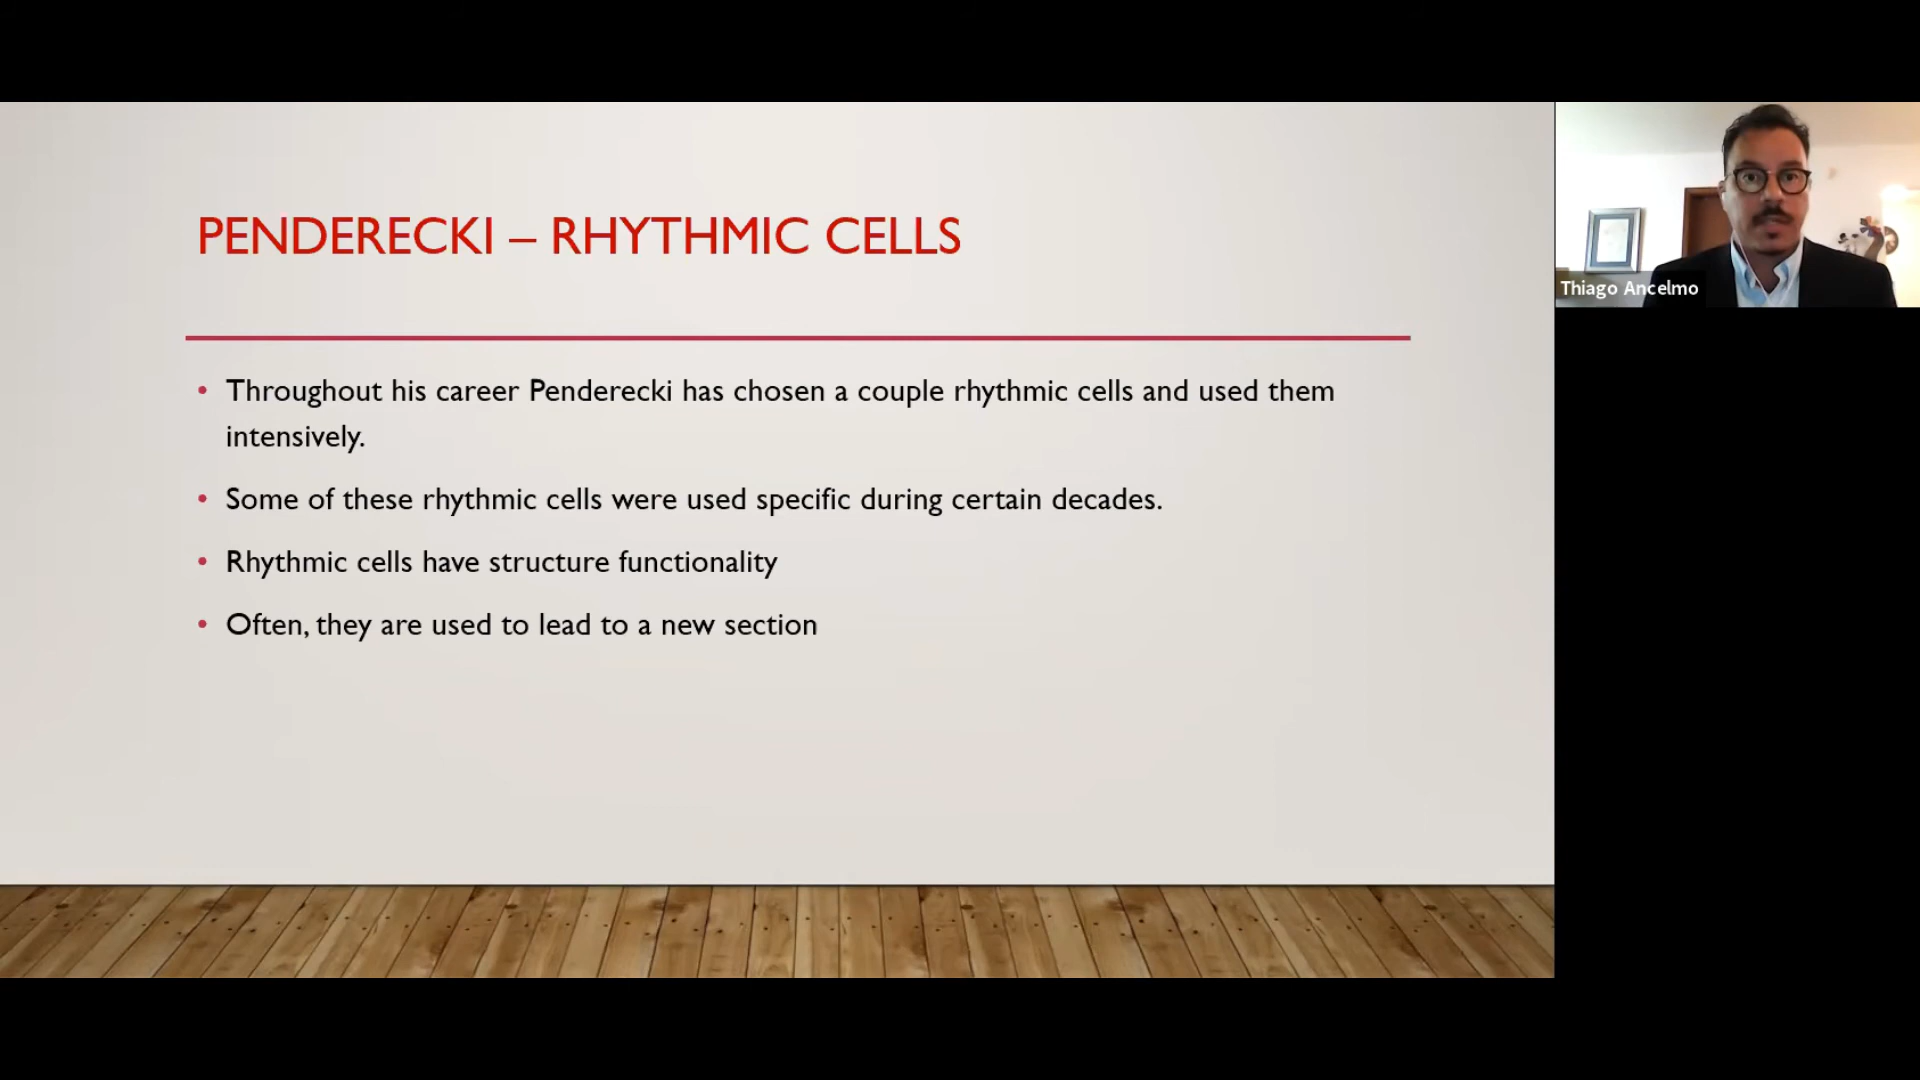 PENDERECKI – RHYTHMIC CELLS
• Throughout his career Penderecki has chosen a couple rhythmic cells and used them
intensively.
• Some of these rhythmic cells were used specific during certain decades.
• Rhythmic cells have structure functionality
• Often, they are used to lead to a new section
Thiago Ancelmo